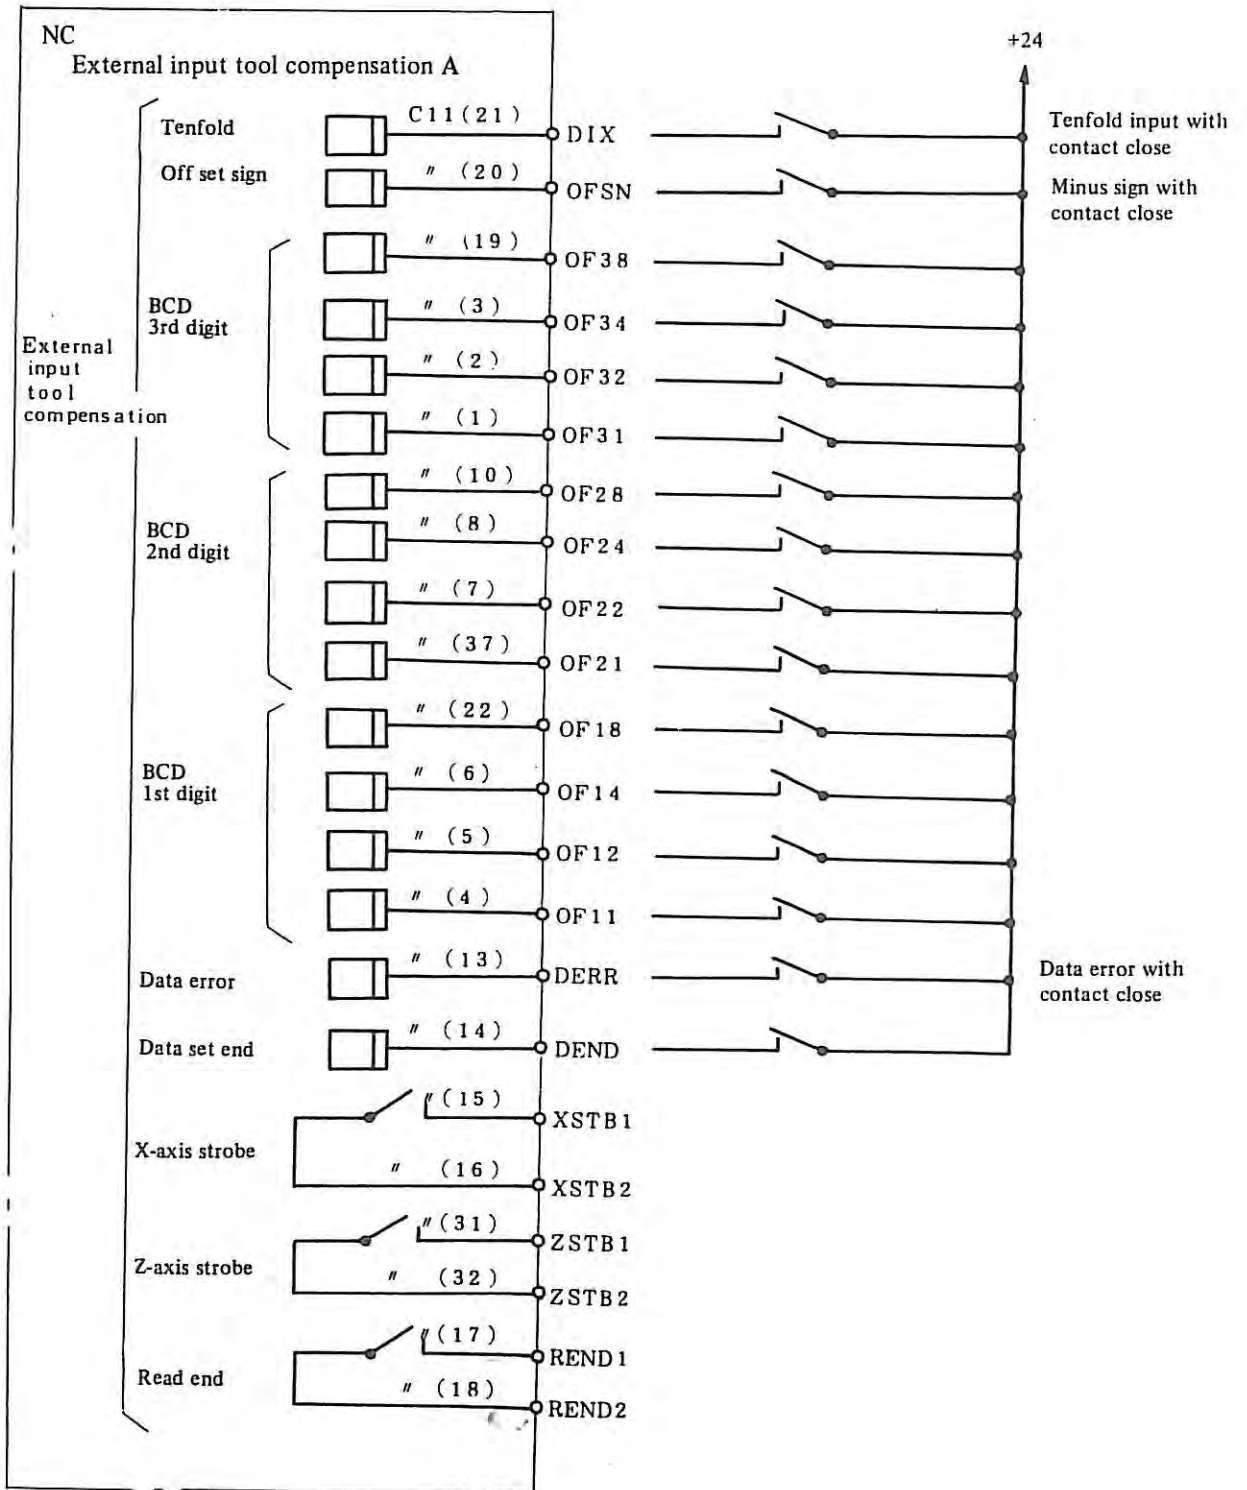 NC
External input tool compensation A
+24
Tenfold
C11(21)
DIX
Tenfold input with
contact close
Off set sign
〃 (20)
OFSN
Minus sign with
contact close
〃 (19)
OF38
BCD
3rd digit
〃 (3)
OF34
External
input
tool
compensation
〃 (2)
OF32
〃 (1)
OF31
〃 (10)
OF28
BCD
2nd digit
〃 (8)
OF24
〃 (7)
OF22
〃 (37)
OF21
〃 (22)
OF18
BCD
1st digit
〃 (6)
OF14
〃 (5)
OF12
〃 (4)
OF11
Data error
〃 (13)
DERR
Data error with
contact close
Data set end
〃 (14)
DEND
X-axis strobe
〃(15)
XSTB1
〃 (16)
XSTB2
Z-axis strobe
〃(31)
ZSTB1
〃 (32)
ZSTB2
Read end
〃(17)
REND1
〃 (18)
REND2